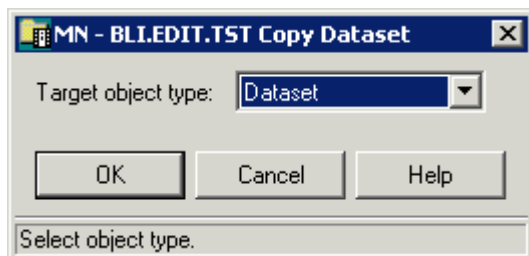 MN - BLI.EDIT.TST Copy Dataset
Target object type: Dataset
OK Cancel Help
Select object type.